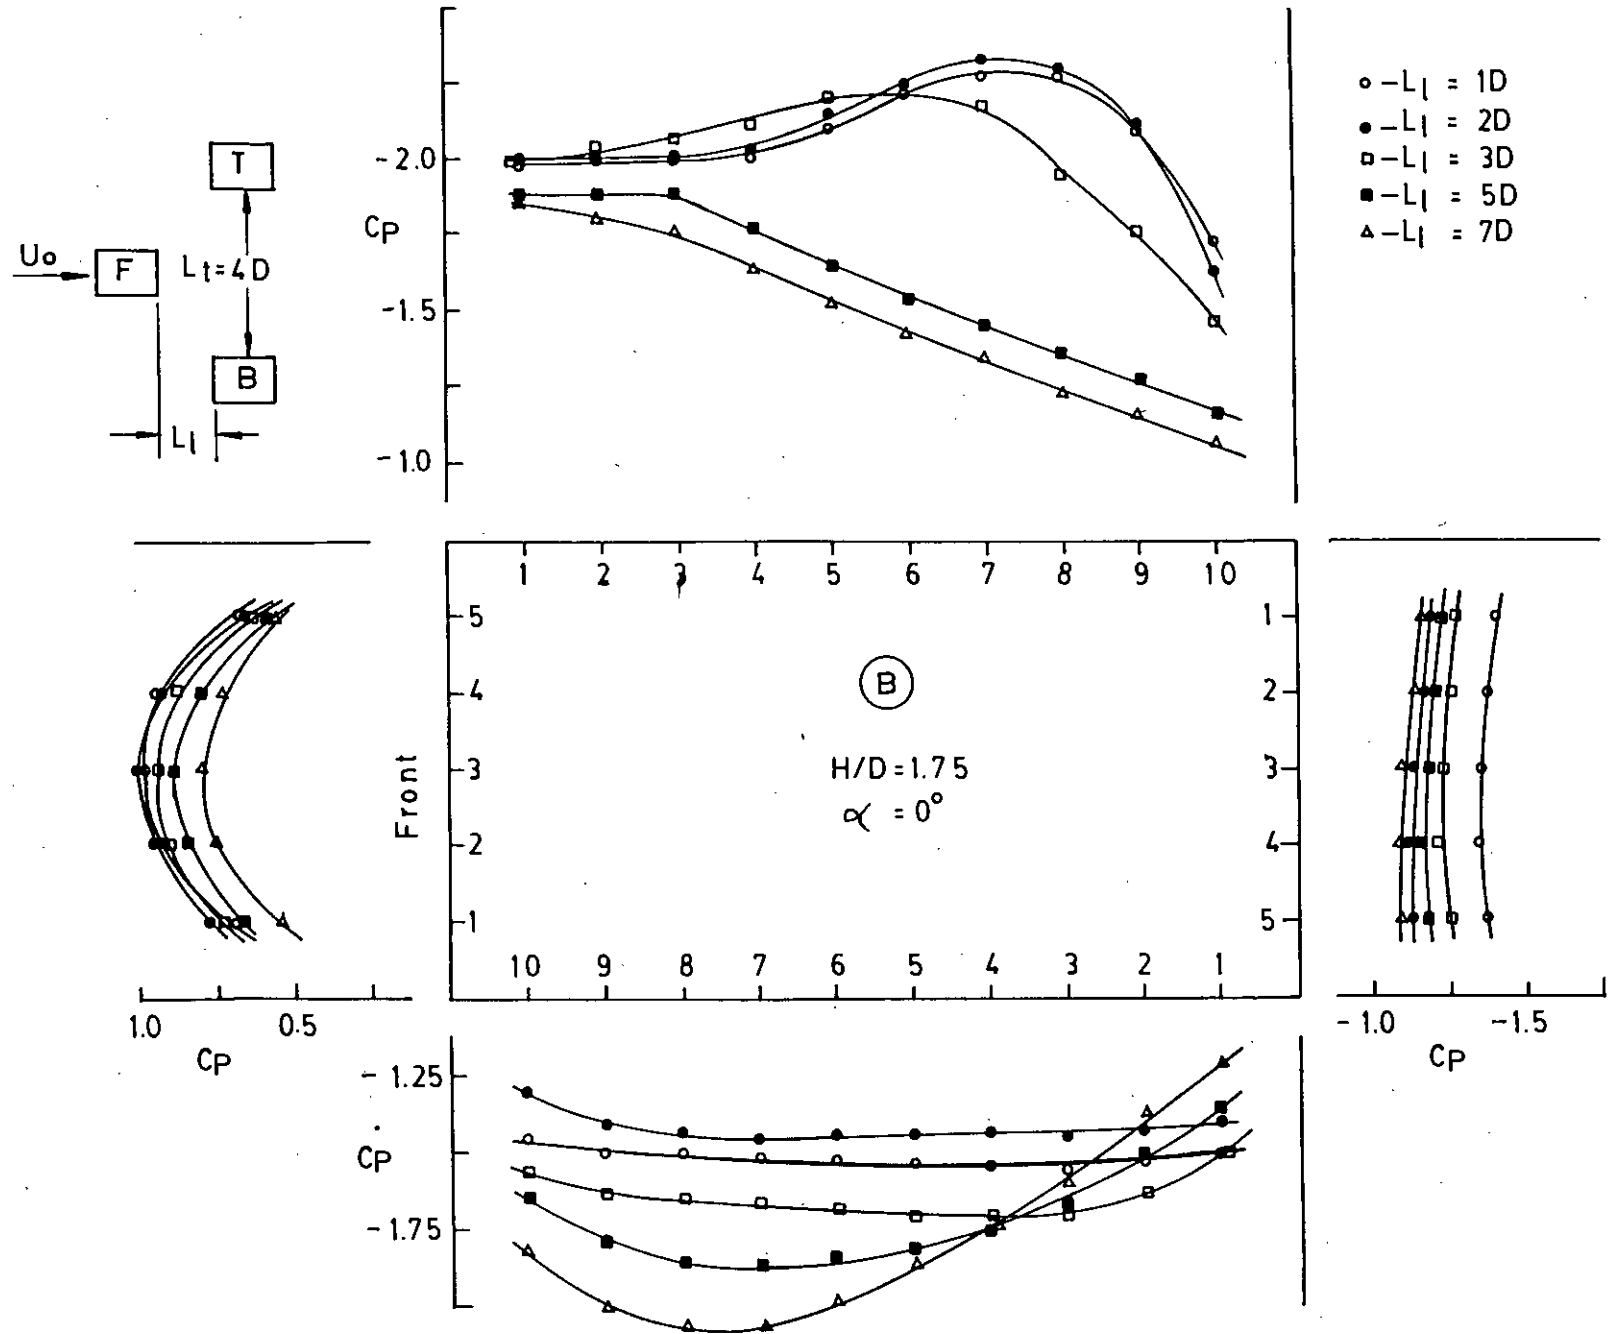 T
U₀
F
Lt=4D
B
Ll
-2.0
CP
-1.5
-1.0
o -Ll = 1D
● -Ll = 2D
□ -Ll = 3D
■ -Ll = 5D
△ -Ll = 7D
1 2 3 4 5 6 7 8 9 10
5
4
3
2
1
Front
B
H/D=1.75
α = 0°
1
2
3
4
5
10 9 8 7 6 5 4 3 2 1
1.0 0.5
CP
-1.0 -1.5
CP
-1.25
CP
-1.75